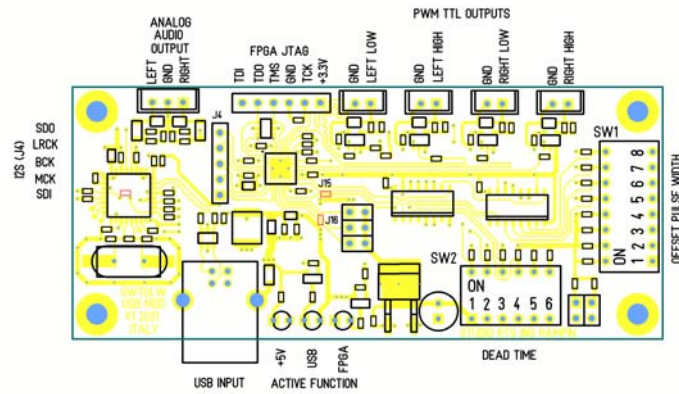 PWM TTL OUTPUTS
ANALOG
AUDIO
OUTPUT
FPGA JTAG
LEFT
GND
RIGHT
TDI
TDO
TMS
GND
TCK
+3.3V
GND
LEFT LOW
GND
LEFT HIGH
GND
RIGHT LOW
GND
RIGHT HIGH
J4
SW1
I2S (J4)
SDO
LRCK
BCK
MCK
SDI
J15
J16
1 2 3 4 5 6 7 8
ON
OFFSET PULSE WIDTH
SW2
ON
1 2 3 4 5 6
ITALY
USB INPUT
+5V
USB
FPGA
ACTIVE FUNCTION
DEAD TIME